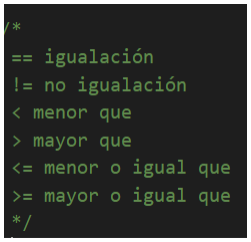 /*
== igualación
!= no igualación
< menor que
> mayor que
<= menor o igual que
>= mayor o igual que
*/